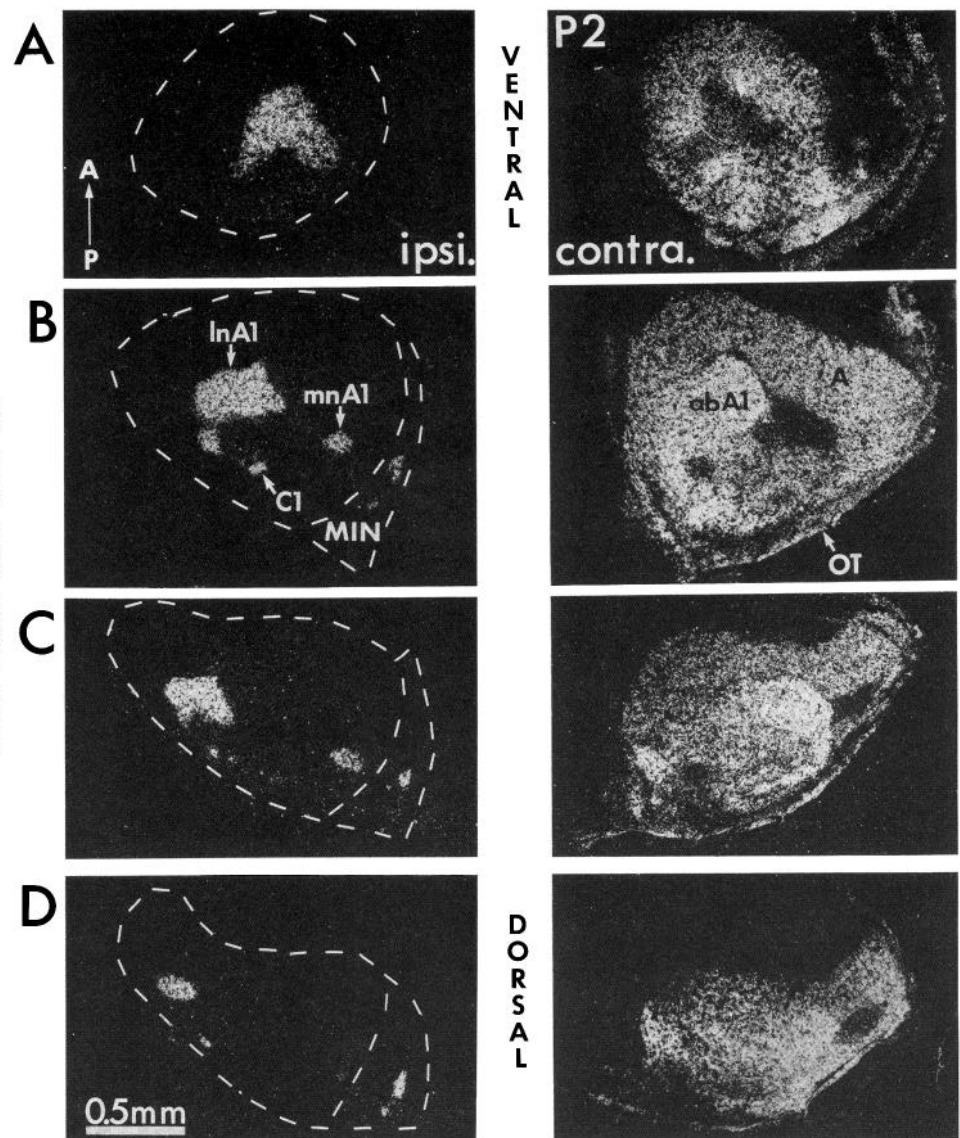 A
VENTRAL
P2
A
P
ipsi.
contra.
B
lnA1
mnA1
C1
MIN
abA1
A
OT
C
D
DORSAL
0.5mm